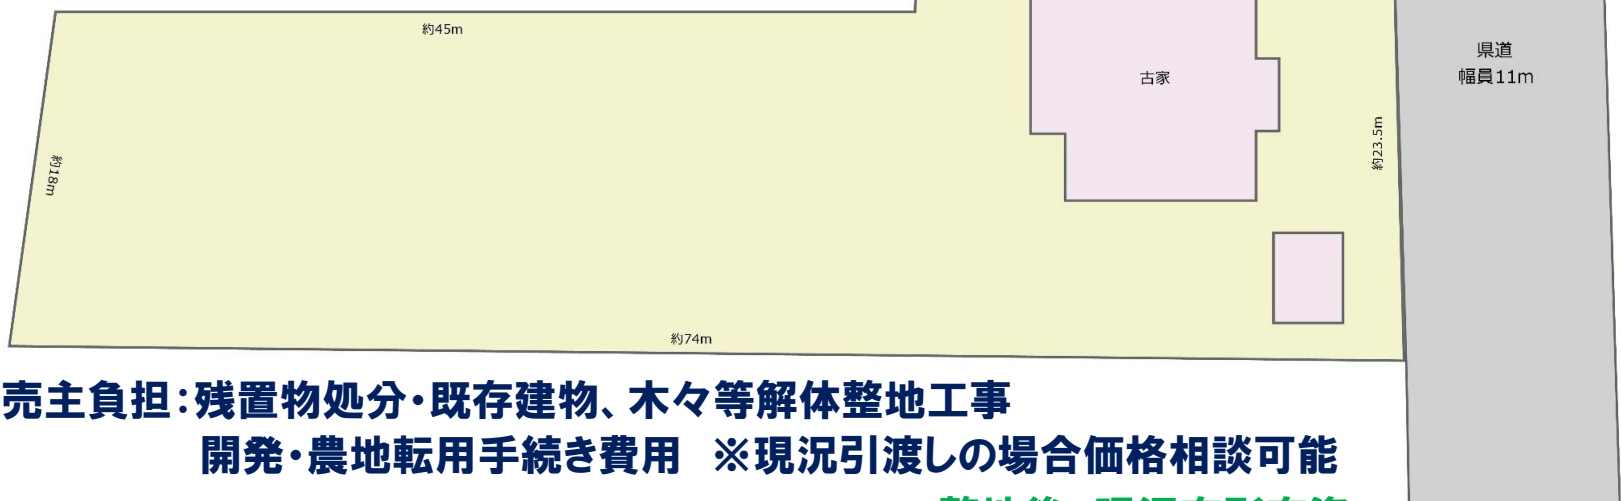 約45m
県道
幅員11m
古家
約23.5m
約18m
約74m
売主負担：残置物処分・既存建物、木々等解体整地工事
開発・農地転用手続き費用　※現況引渡しの場合価格相談可能